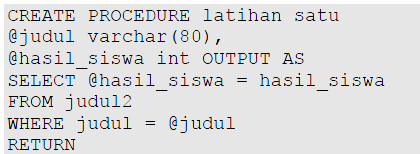 CREATE PROCEDURE latihan satu
@judul varchar(80),
@hasil_siswa int OUTPUT AS
SELECT @hasil_siswa = hasil_siswa
FROM judul2
WHERE judul = @judul
RETURN